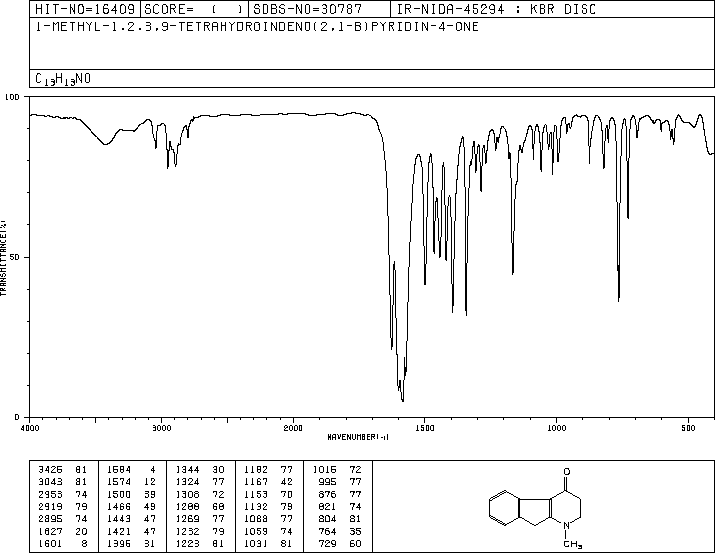 HIT-NO=16409 SCORE= ( ) SDBS-NO=30787 IR-NIDA-45294 : KBR DISC
1-METHYL-1,2,3,9-TETRAHYDROINDENO(2,1-B)PYRIDIN-4-ONE
C13H13NO
100
50
0
TRANSMITTANCE(%)
4000 3000 2000 1500 1000 500
WAVENUMBER(-1)
3426 81 1584 4 1344 30 1182 77 1016 72
3043 81 1574 12 1324 77 1167 42 995 77
2953 74 1500 39 1308 72 1153 70 876 77
2919 79 1466 49 1288 68 1132 79 821 74
2895 74 1443 47 1269 77 1088 77 804 81
1627 20 1421 47 1232 79 1059 74 764 35
1601 8 1396 31 1223 81 1031 81 729 60
O
N
CH3